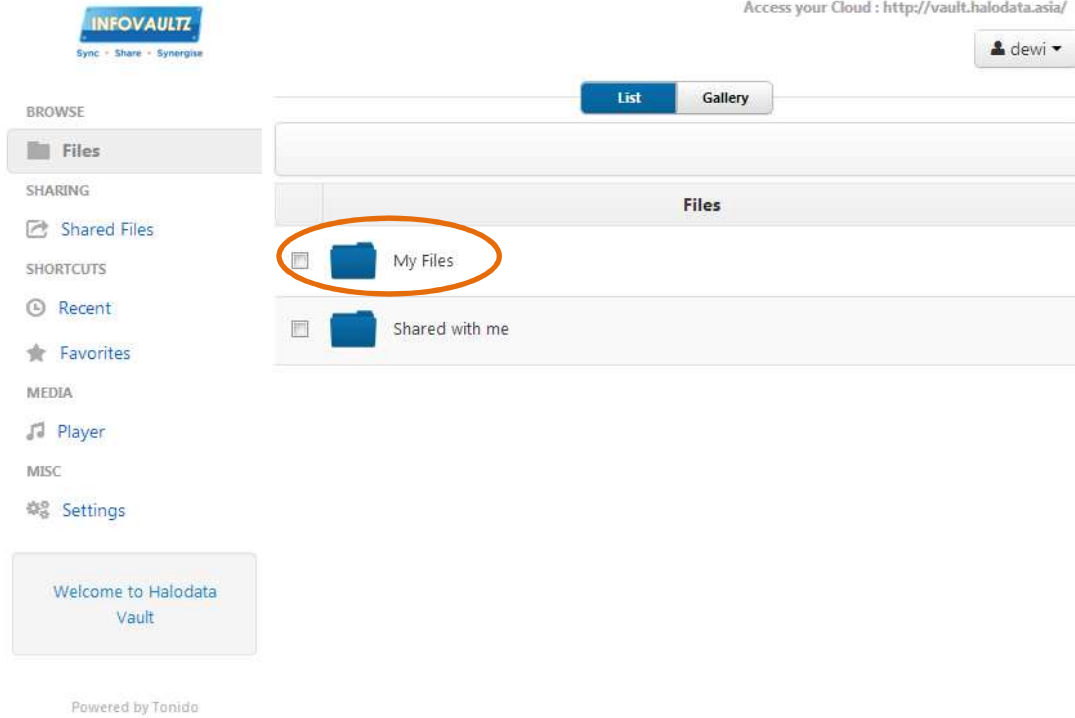 Access your Cloud : http://vault.halodata.asia/
INFOVAULTZ
Sync - Share - Synergise
dewi
List
Gallery
BROWSE
Files
SHARING
Shared Files
SHORTCUTS
Recent
Favorites
MEDIA
Player
MISC
Settings
Welcome to Halodata
Vault
Powered by Tonido
Files
My Files
Shared with me